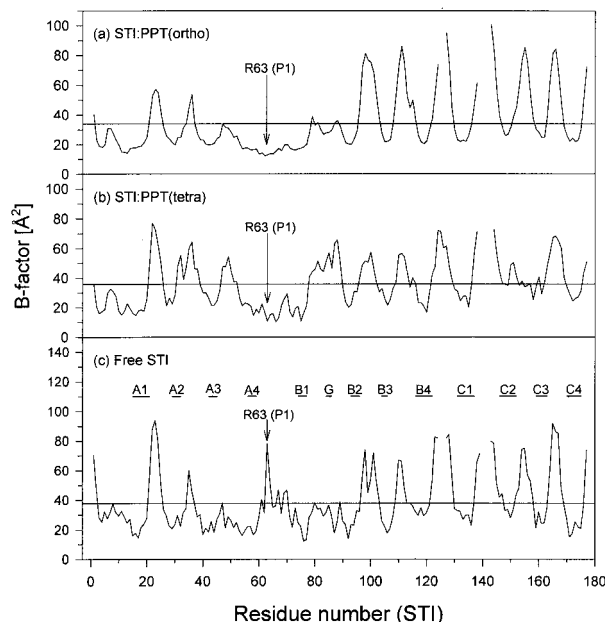 (a) STI:PPT(ortho)
R63 (P1)
100
80
60
40
20
0
(b) STI:PPT(tetra)
R63 (P1)
100
80
60
40
20
0
B-factor [Å²]
(c) Free STI
A1 A2 A3 A4 B1 G B2 B3 B4 C1 C2 C3 C4
R63 (P1)
140
120
100
80
60
40
20
0
0 20 40 60 80 100 120 140 160 180
Residue number (STI)